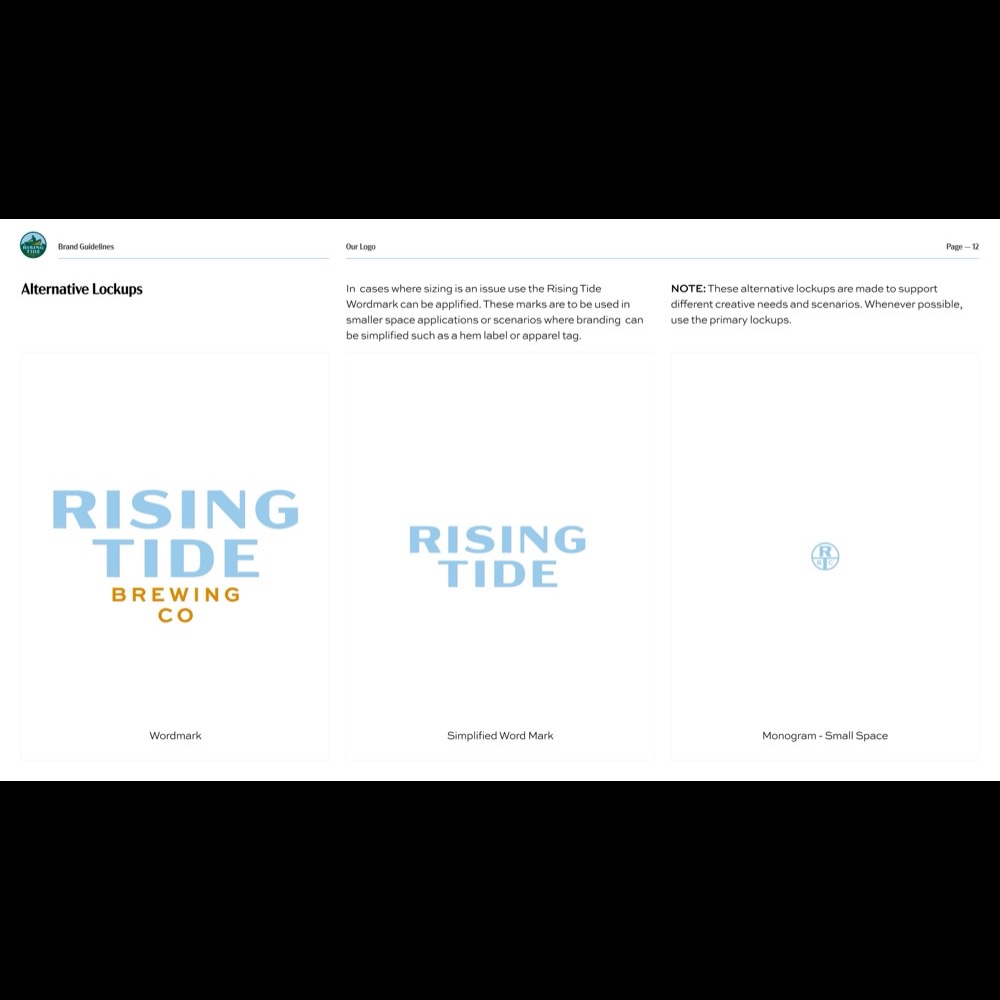 RISING
TIDE
Brand Guidelines
Our Logo
Page — 12
Alternative Lockups
In cases where sizing is an issue use the Rising Tide
Wordmark can be applified. These marks are to be used in
smaller space applications or scenarios where branding can
be simplified such as a hem label or apparel tag.
NOTE: These alternative lockups are made to support
different creative needs and scenarios. Whenever possible,
use the primary lockups.
RISING
TIDE
BREWING
CO
Wordmark
RISING
TIDE
Simplified Word Mark
R
B T C
Monogram - Small Space